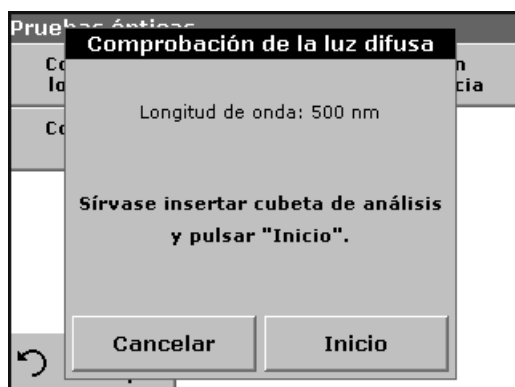 Comprobación de la luz difusa
Longitud de onda: 500 nm
Sírvase insertar cubeta de análisis
y pulsar "Inicio".
Cancelar
Inicio